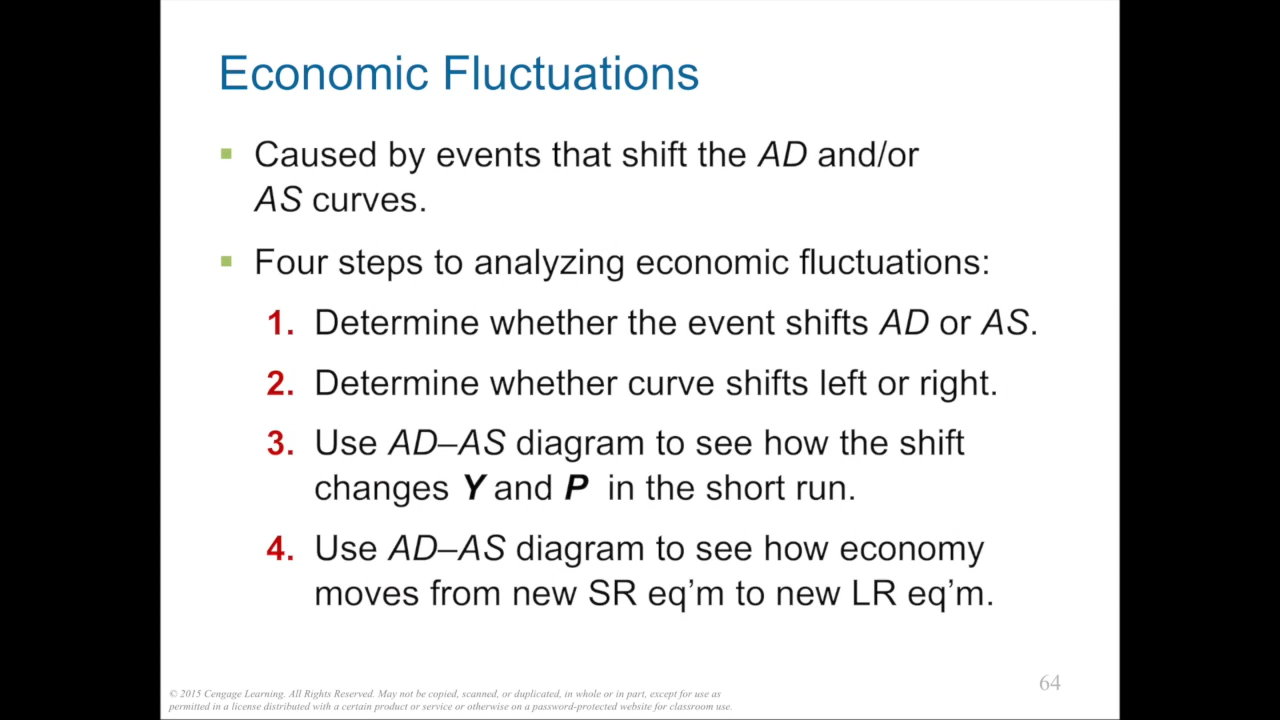 Economic Fluctuations
▪ Caused by events that shift the AD and/or
AS curves.
▪ Four steps to analyzing economic fluctuations:
1. Determine whether the event shifts AD or AS.
2. Determine whether curve shifts left or right.
3. Use AD–AS diagram to see how the shift
changes Y and P in the short run.
4. Use AD–AS diagram to see how economy
moves from new SR eq’m to new LR eq’m.
© 2015 Cengage Learning. All Rights Reserved. May not be copied, scanned, or duplicated, in whole or in part, except for use as
permitted in a license distributed with a certain product or service or otherwise on a password-protected website for classroom use.
64